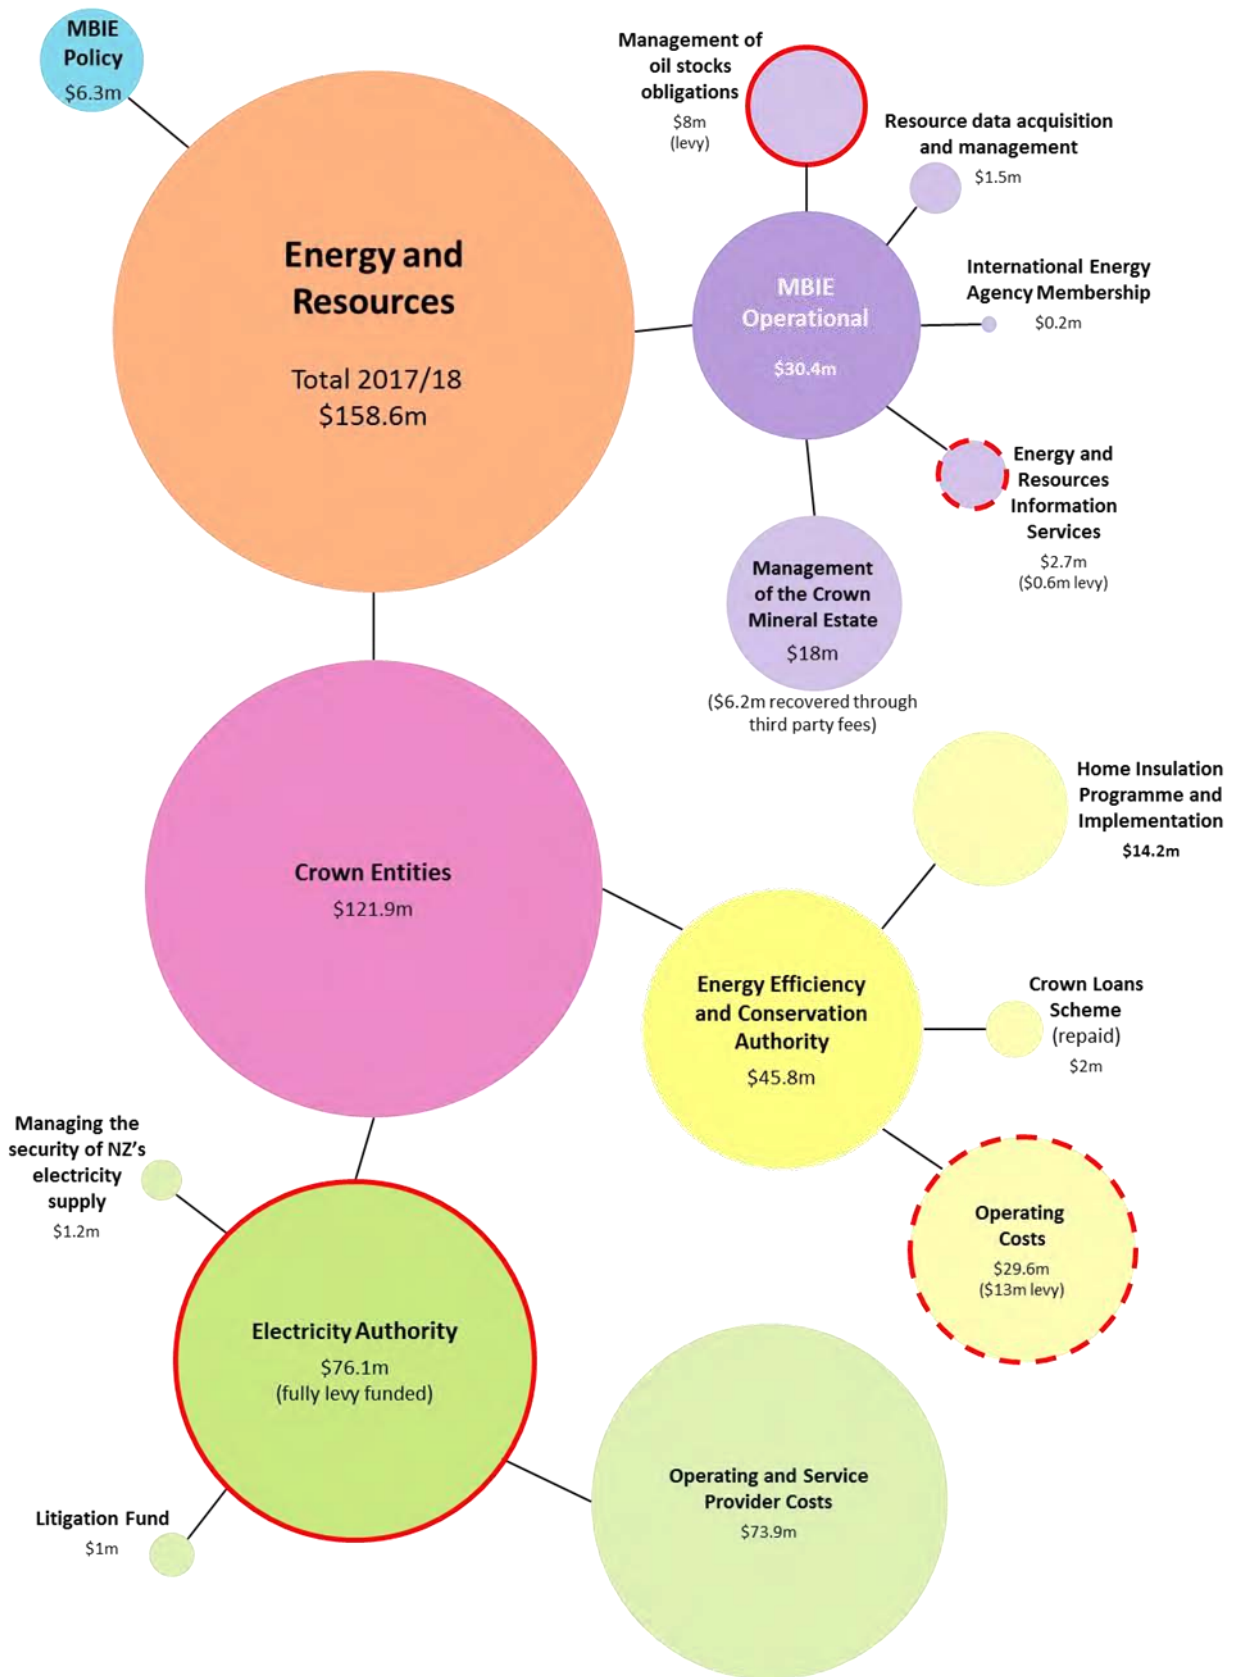 MBIE
Policy
$6.3m
Energy and
Resources
Total 2017/18
$158.6m
Management of
oil stocks
obligations
$8m
(levy)
Resource data acquisition
and management
$1.5m
MBIE
Operational
$30.4m
International Energy
Agency Membership
$0.2m
Energy and
Resources
Information
Services
$2.7m
($0.6m levy)
Management
of the Crown
Mineral Estate
$18m
($6.2m recovered through
third party fees)
Crown Entities
$121.9m
Home Insulation
Programme and
Implementation
$14.2m
Energy Efficiency
and Conservation
Authority
$45.8m
Crown Loans
Scheme
(repaid)
$2m
Operating
Costs
$29.6m
($13m levy)
Managing the
security of NZ’s
electricity
supply
$1.2m
Electricity Authority
$76.1m
(fully levy funded)
Operating and Service
Provider Costs
$73.9m
Litigation Fund
$1m